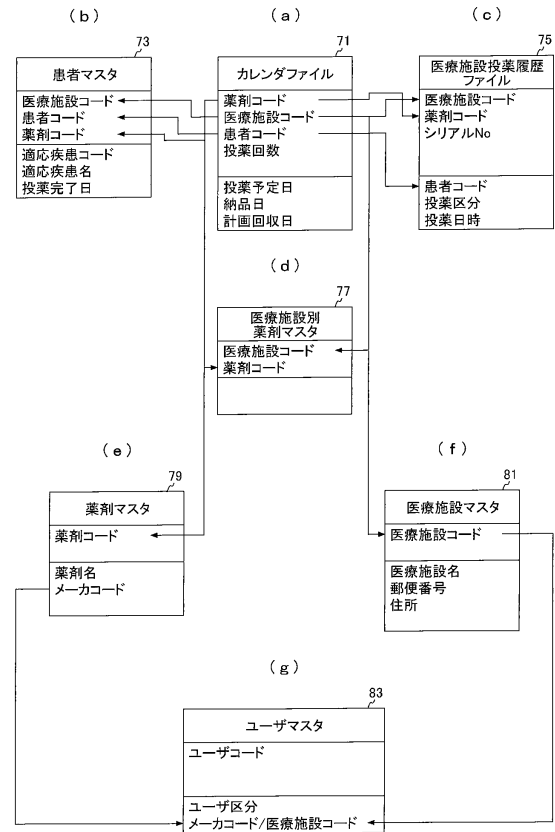 (b)
73
患者マスタ
医療施設コード
患者コード
薬剤コード
適応疾患コード
適応疾患名
投薬完了日
(a)
71
カレンダファイル
薬剤コード
医療施設コード
患者コード
投薬回数
投薬予定日
納品日
計画回収日
(c)
75
医療施設投薬履歴
ファイル
医療施設コード
薬剤コード
シリアルNo
患者コード
投薬区分
投薬日時
(d)
77
医療施設別
薬剤マスタ
医療施設コード
薬剤コード
(e)
79
薬剤マスタ
薬剤コード
薬剤名
メーカコード
(f)
81
医療施設マスタ
医療施設コード
医療施設名
郵便番号
住所
(g)
83
ユーザマスタ
ユーザコード
ユーザ区分
メーカコード/医療施設コード